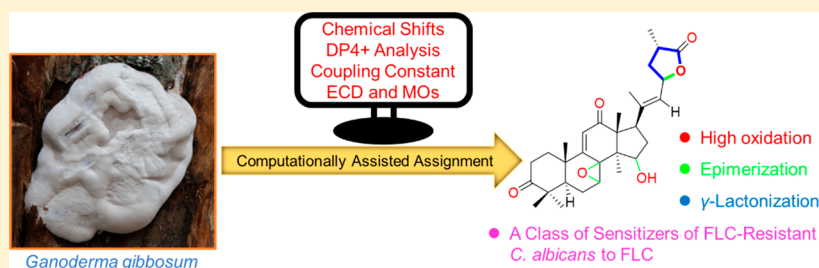 Chemical Shifts
DP4+ Analysis
Coupling Constant
ECD and MOs
Computationally Assisted Assignment
Ganoderma gibbosum
O
O
H
O
O
O
H
OH
High oxidation
Epimerization
γ-Lactonization
A Class of Sensitizers of FLC-Resistant
C. albicans to FLC